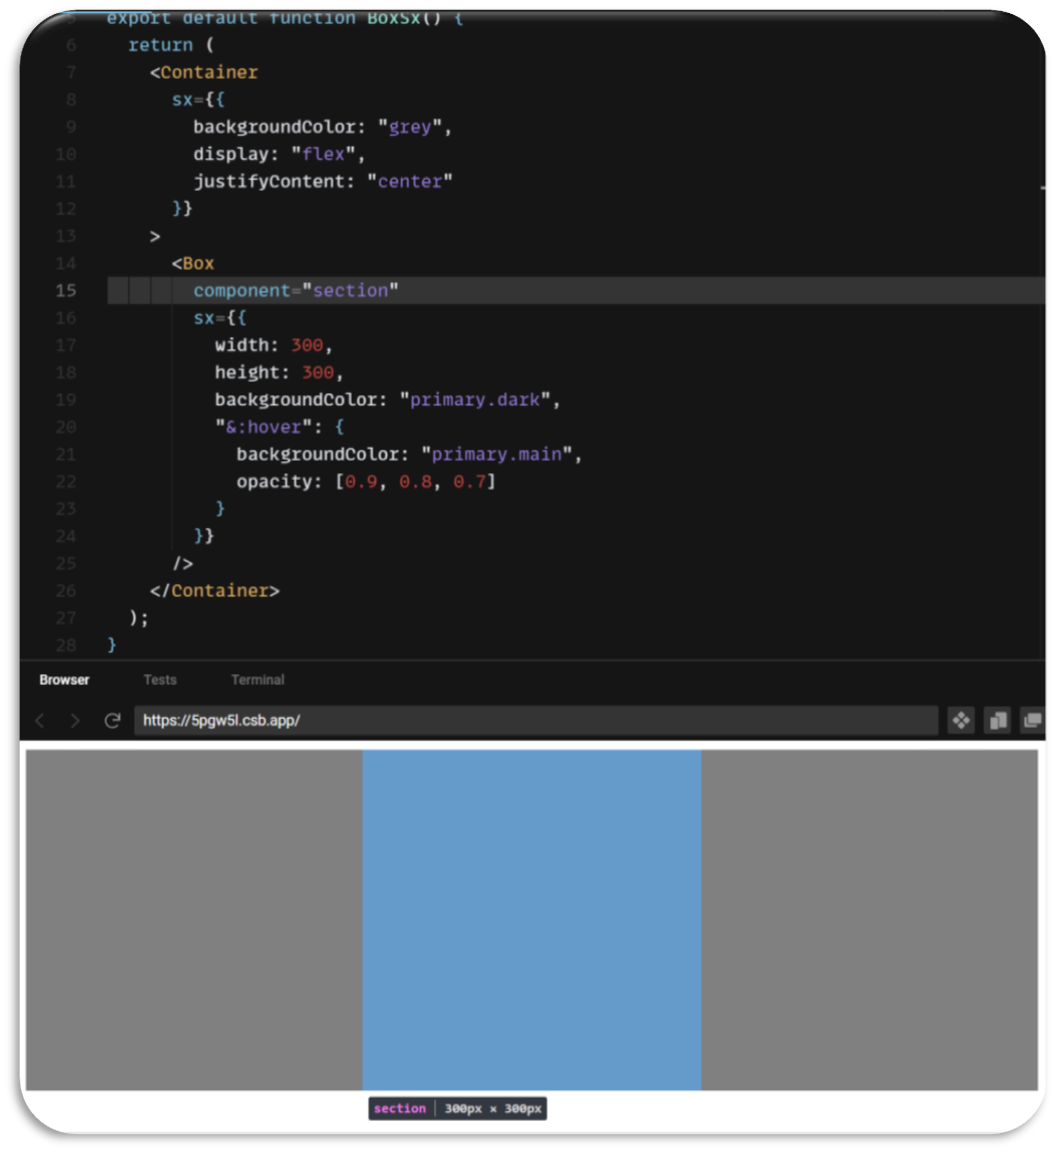 5 export default function BoxSx() {
6 return (
7 <Container
8 sx={{
9 backgroundColor: "grey",
10 display: "flex",
11 justifyContent: "center"
12 }}
13 >
14 <Box
15 component="section"
16 sx={{
17 width: 300,
18 height: 300,
19 backgroundColor: "primary.dark",
20 "&:hover": {
21 backgroundColor: "primary.main",
22 opacity: [0.9, 0.8, 0.7]
23 }
24 }}
25 />
26 </Container>
27 );
28 }
Browser Tests Terminal
https://5pgw5l.csb.app/
section 300px × 300px